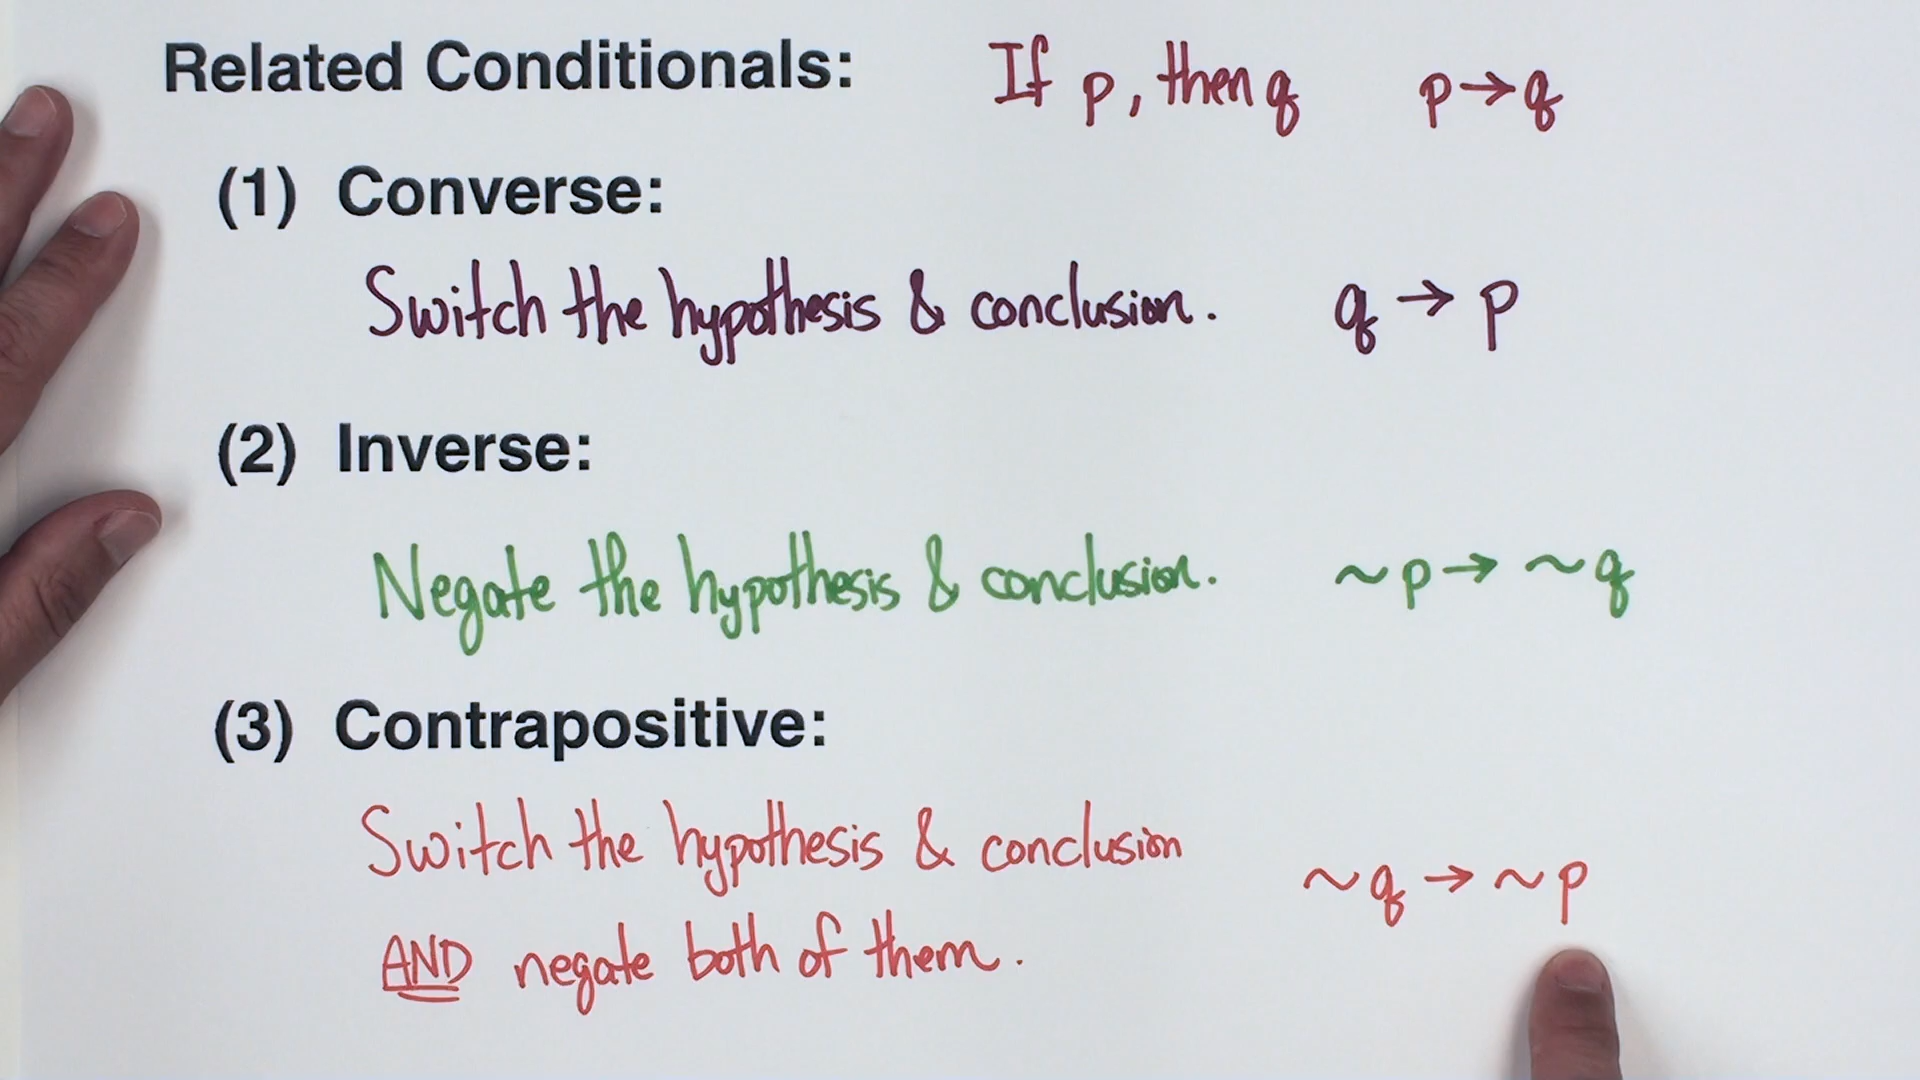 Related Conditionals: If p, then q p→q
(1) Converse:
Switch the hypothesis & conclusion. q → p
(2) Inverse:
Negate the hypothesis & conclusion. ~p → ~q
(3) Contrapositive:
Switch the hypothesis & conclusion
~q → ~p
AND negate both of them.